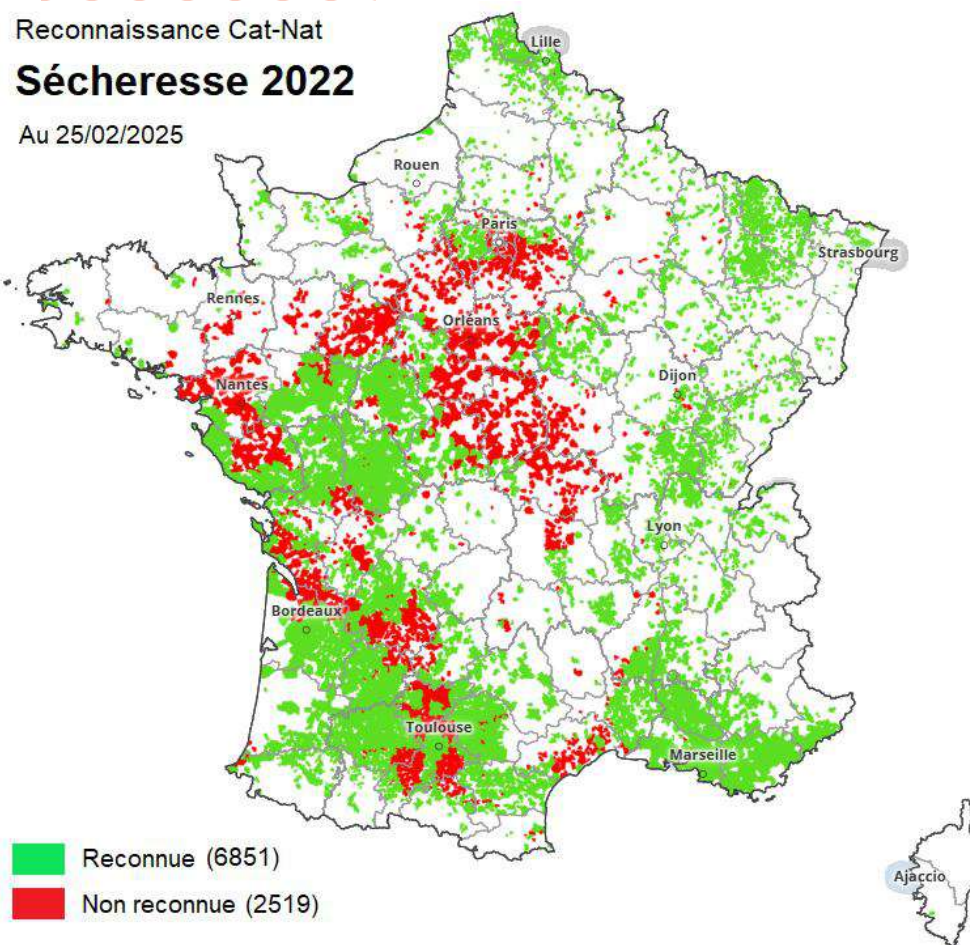 Reconnaissance Cat-Nat
Sécheresse 2022
Au 25/02/2025
Lille
Rouen
Paris
Strasbourg
Rennes
Orléans
Dijon
Nantes
Lyon
Bordeaux
Toulouse
Marseille
Reconnue (6851)
Ajaccio
Non reconnue (2519)